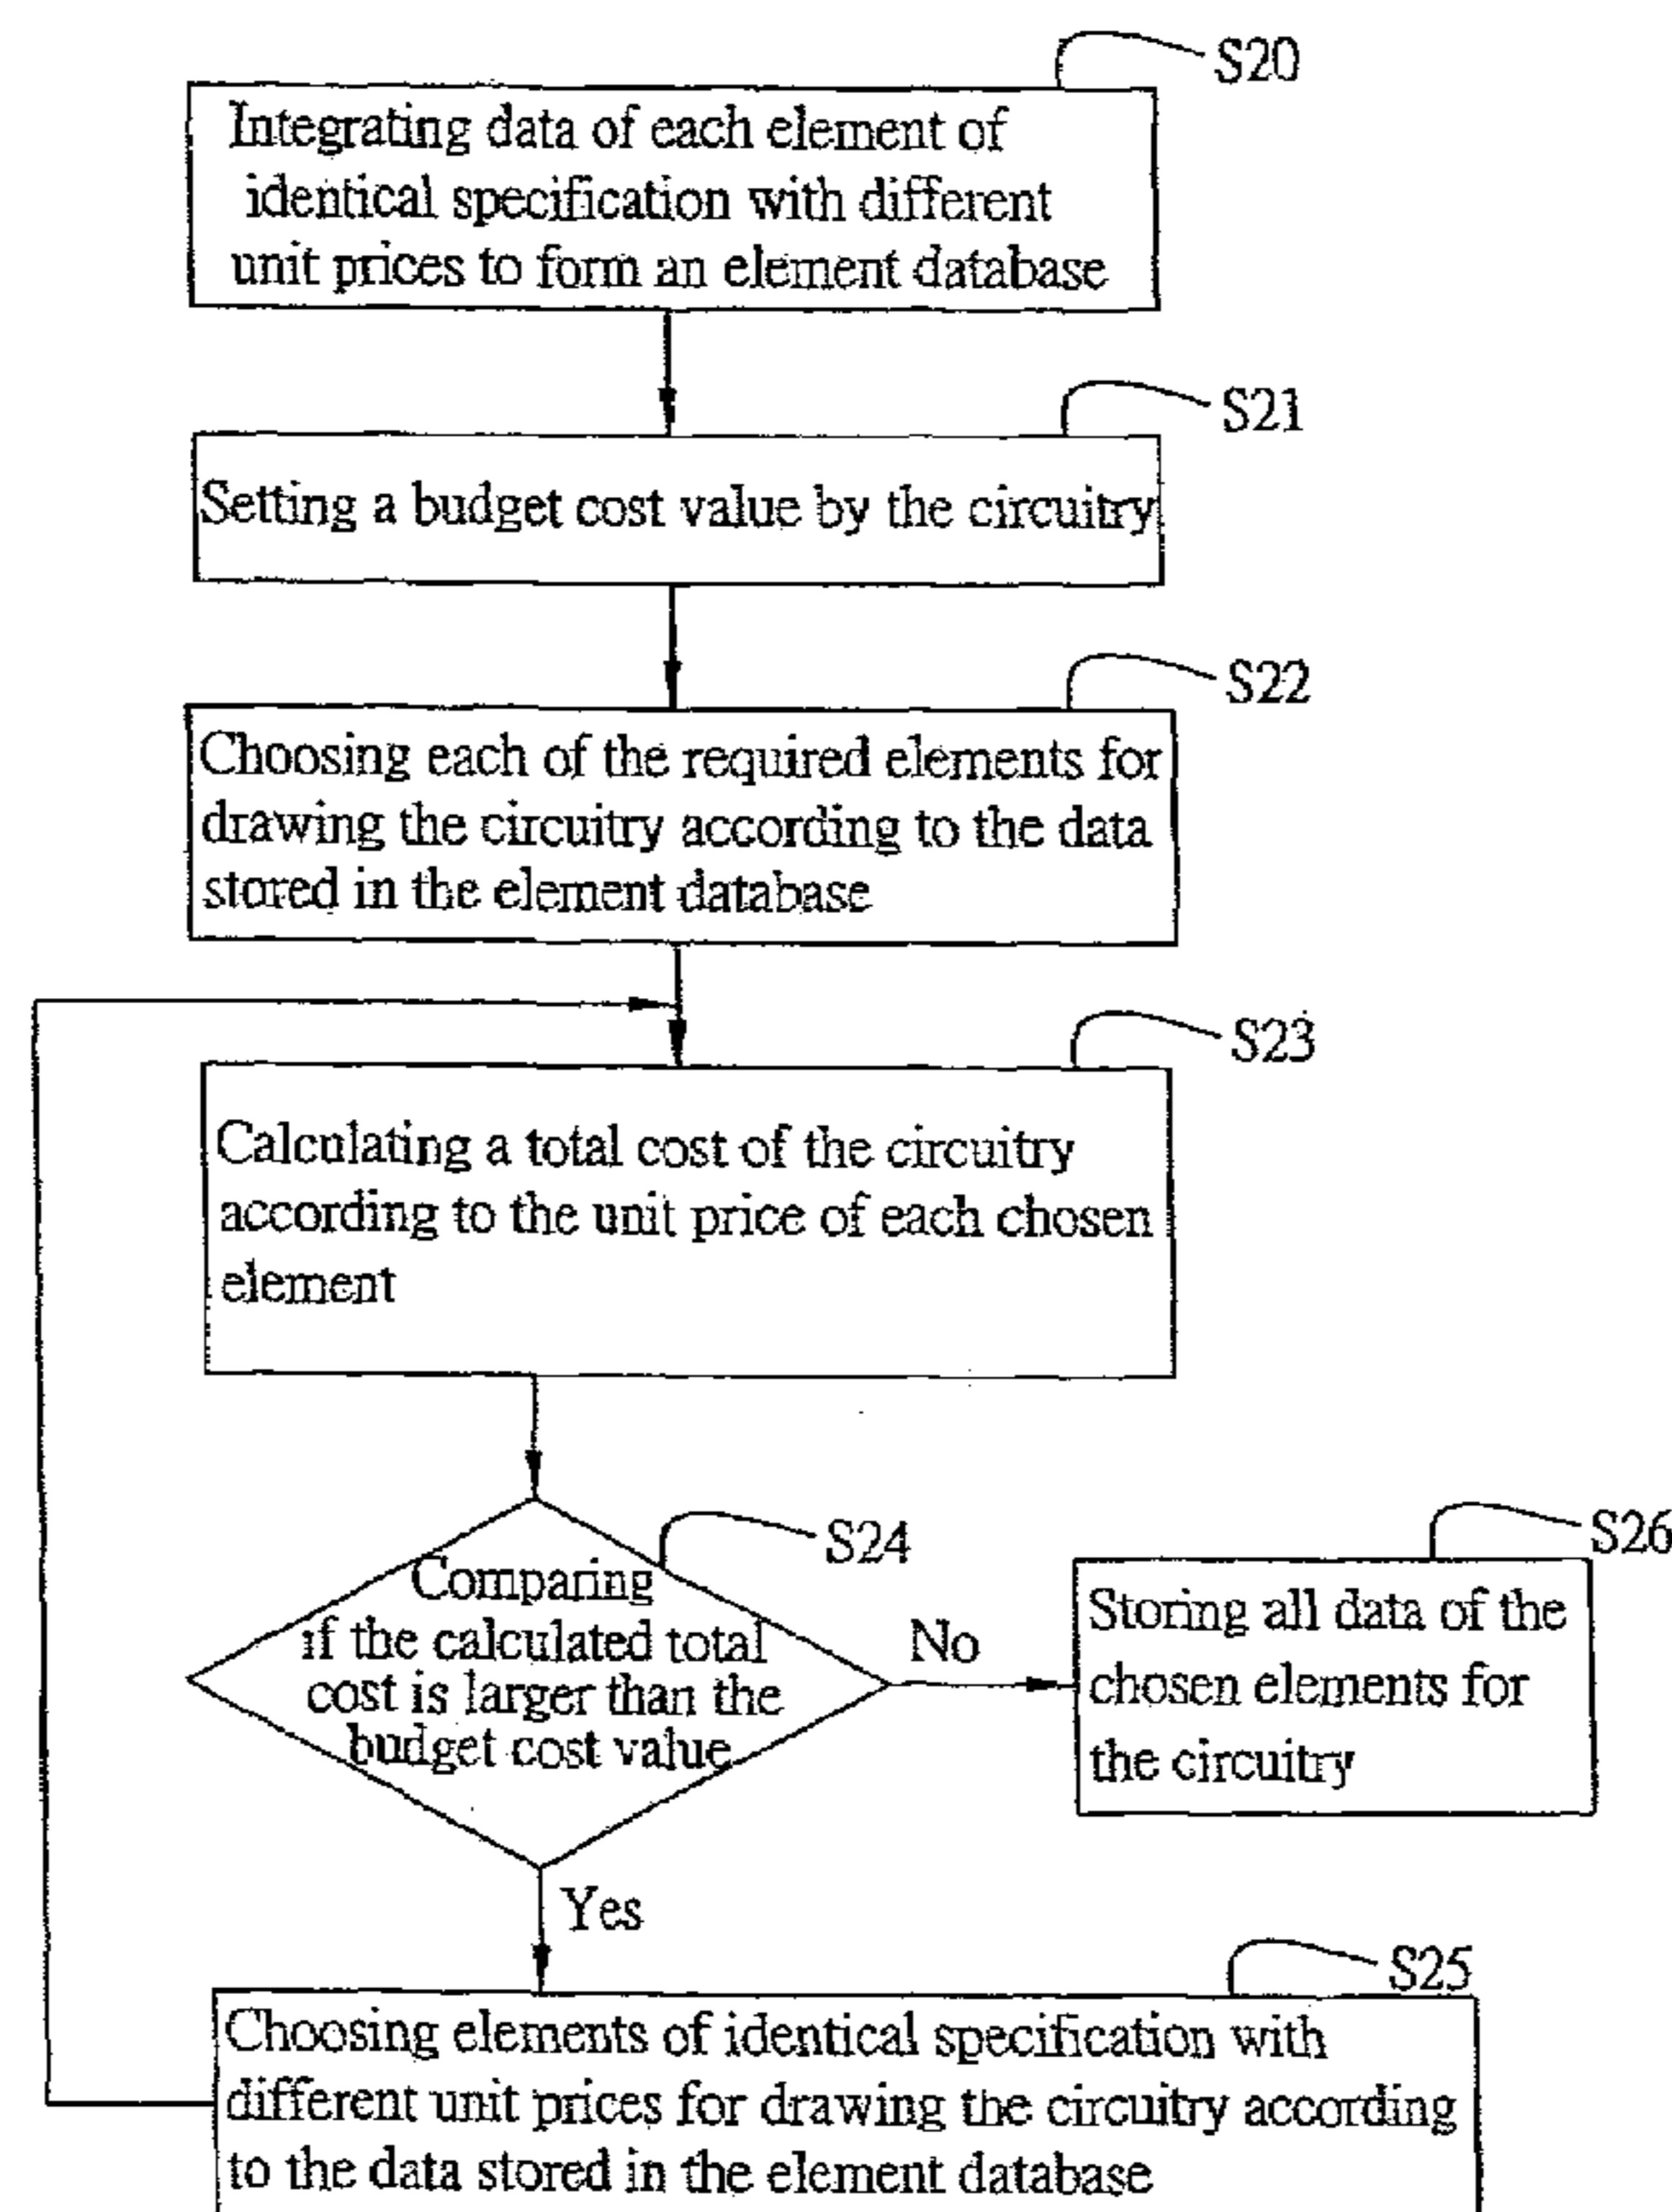 S20
Integrating data of each element of
identical specification with different
unit prices to form an element database
S21
Setting a budget cost value by the circuitry
S22
Choosing each of the required elements for
drawing the circuitry according to the data
stored in the element database
S23
Calculating a total cost of the circuitry
according to the unit price of each chosen
element
S24
Comparing
if the calculated total
cost is larger than the
budget cost value
No
S26
Storing all data of the
chosen elements for
the circuitry
Yes
S25
Choosing elements of identical specification with
different unit prices for drawing the circuitry according
to the data stored in the element database